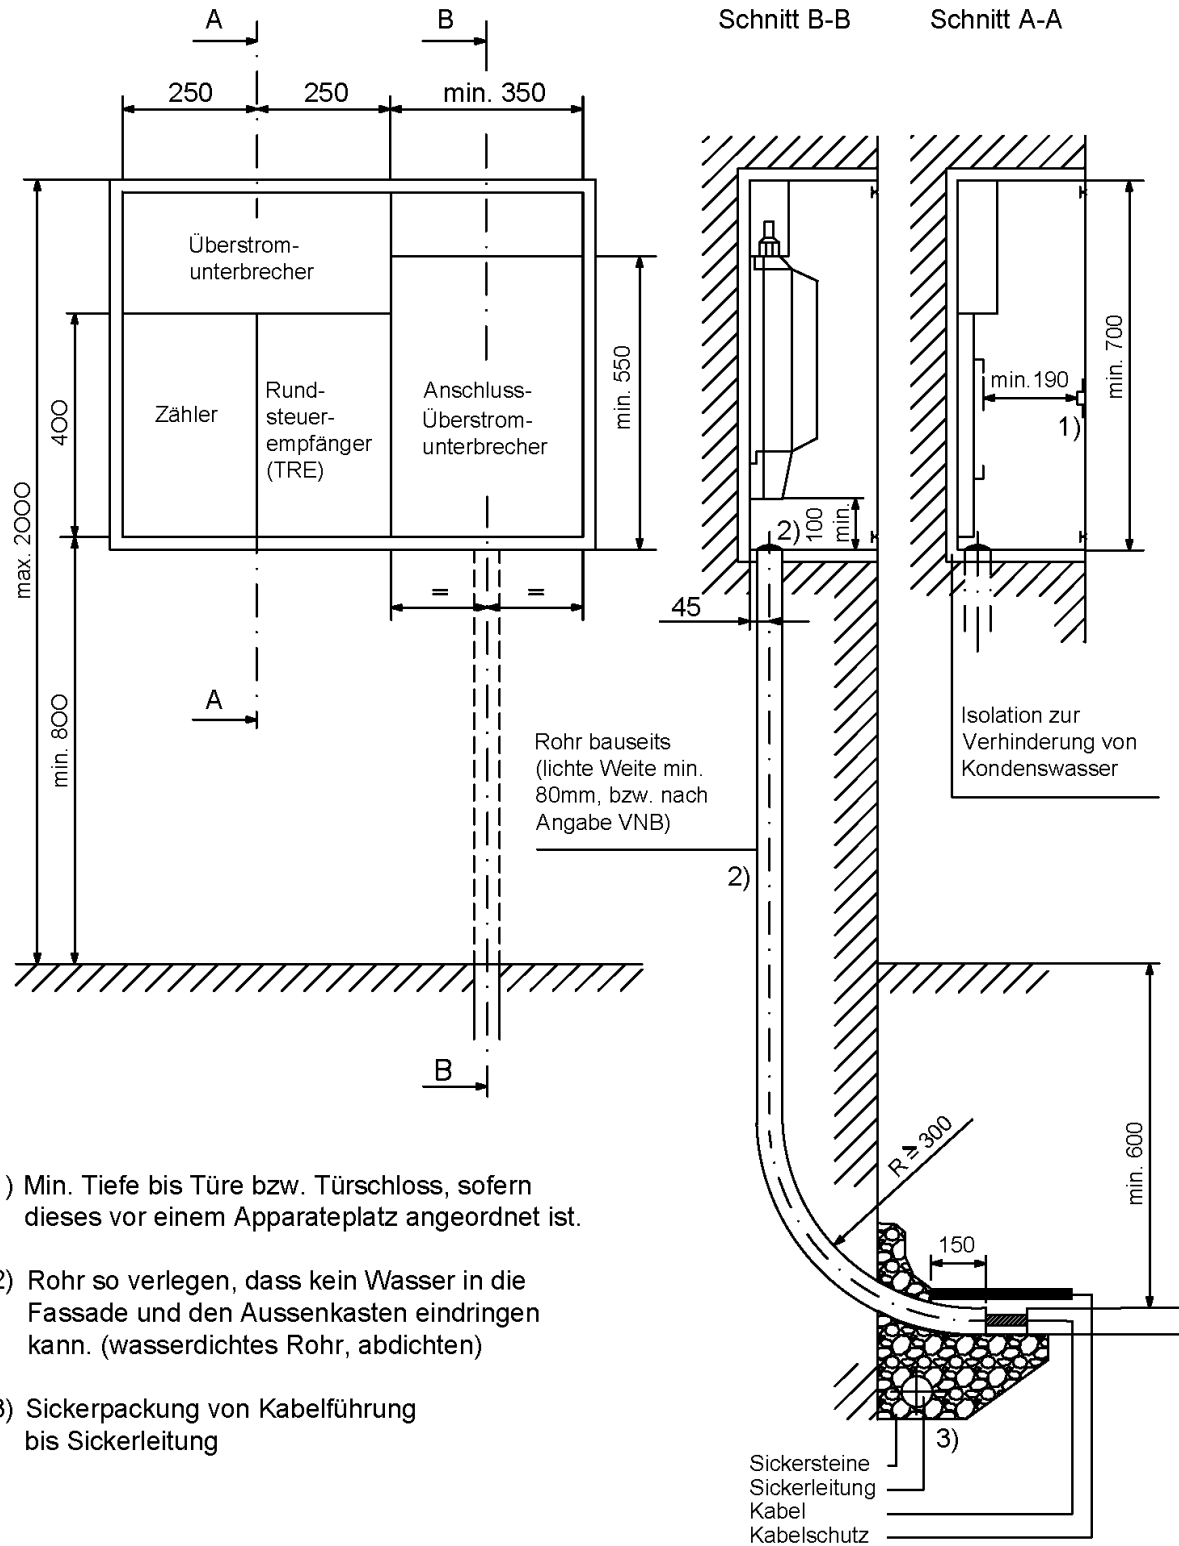 A
B
Schnitt B-B
Schnitt A-A
250
250
min. 350
Überstrom-
unterbrecher
Zähler
Rund-
steuer-
empfänger
(TRE)
Anschluss-
Überstrom-
unterbrecher
400
max. 2000
min. 800
min. 550
=
=
A
B
2)
100
min.
45
min. 700
min.190
1)
Isolation zur
Verhinderung von
Kondenswasser
Rohr bauseits
(lichte Weite min.
80mm, bzw. nach
Angabe VNB)
2)
R ≥ 300
min. 600
150
3)
Sickersteine
Sickerleitung
Kabel
Kabelschutz
) Min. Tiefe bis Türe bzw. Türschloss, sofern
dieses vor einem Apparateplatz angeordnet ist.
2) Rohr so verlegen, dass kein Wasser in die
Fassade und den Aussenkasten eindringen
kann. (wasserdichtes Rohr, abdichten)
3) Sickerpackung von Kabelführung
bis Sickerleitung